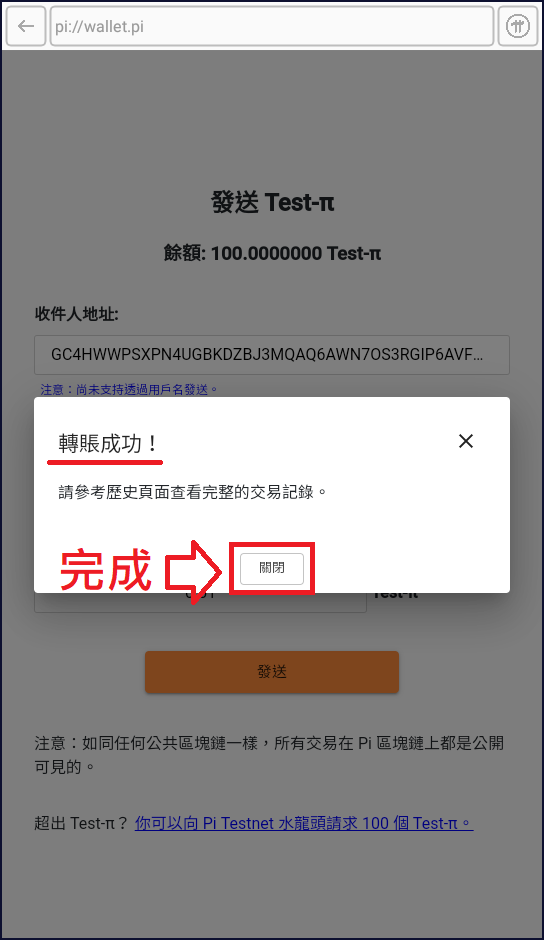 pi://wallet.pi
發送 Test-π
餘額: 100.0000000 Test-π
收件人地址:
GC4HWWPSXPN4UGBKDZBJ3MQAQ6AWN7OS3RGIP6AVF...
注意：尚未支持透過用戶名發送。
轉賬成功！
請參考歷史頁面查看完整的交易記錄。
完成
關閉
Test-π
發送
注意：如同任何公共區塊鏈一樣，所有交易在 Pi 區塊鏈上都是公開
可見的。
超出 Test-π？ 你可以向 Pi Testnet 水龍頭請求 100 個 Test-π。